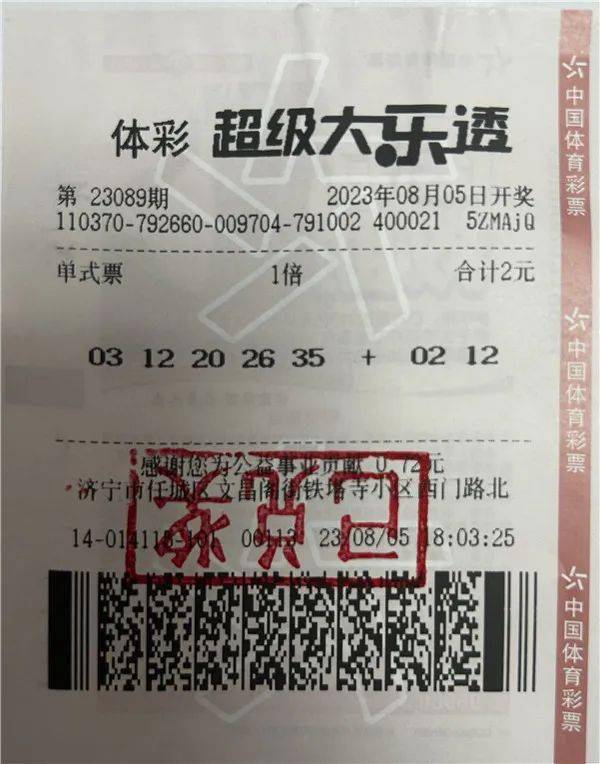 体彩 超级大乐透
第 23089期 2023年08月05日开奖
110370-792660-009704-791002 400021 5ZMAjQ
单式票 1倍 合计2元
03 12 20 26 35 + 02 12
感谢您为公益事业贡献 0.72元
济宁市任城区文昌阁街铁塔寺小区西门路北
14-014118-101 00113 23/08/05 18:03:25
中国体育彩票
中国体育彩票
中国体育彩票